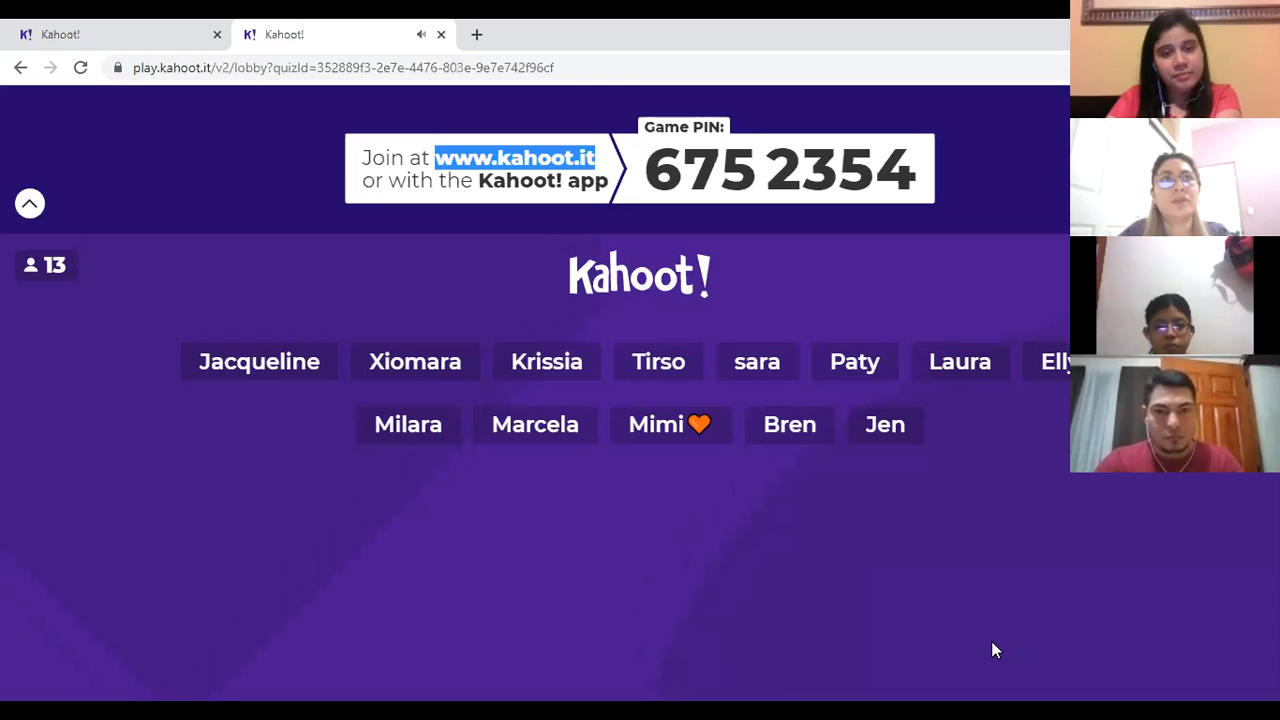 Kahoot!
Kahoot!
play.kahoot.it/v2/lobby?quizId=352889f3-2e7e-4476-803e-9e7e742f96cf
Game PIN:
Join at www.kahoot.it
or with the Kahoot! app
675 2354
13
Kahoot!
Jacqueline Xiomara Krissia Tirso sara Paty Laura Elly
Milara Marcela Mimi🧡 Bren Jen